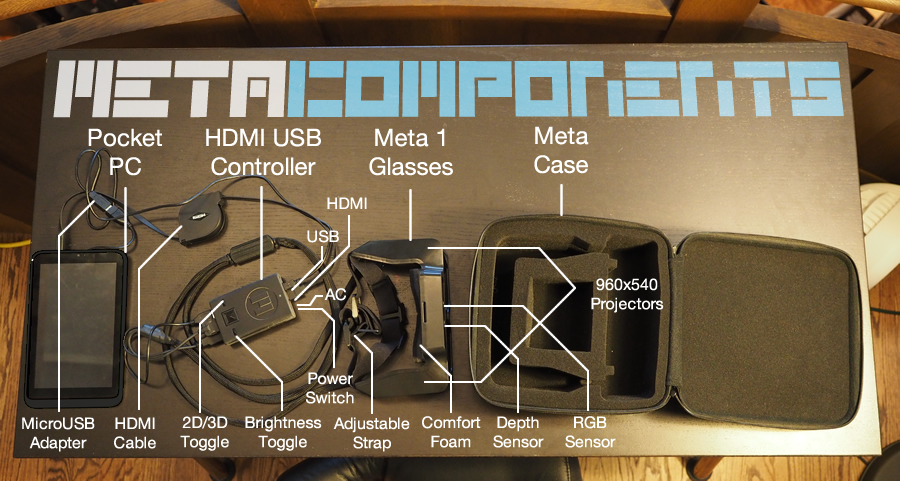 METACOMPONENTS
Pocket
PC
HDMI USB
Controller
Meta 1
Glasses
Meta
Case
HDMI
USB
AC
960x540
Projectors
Power
Switch
MicroUSB
Adapter
HDMI
Cable
2D/3D
Toggle
Brightness
Toggle
Adjustable
Strap
Comfort
Foam
Depth
Sensor
RGB
Sensor